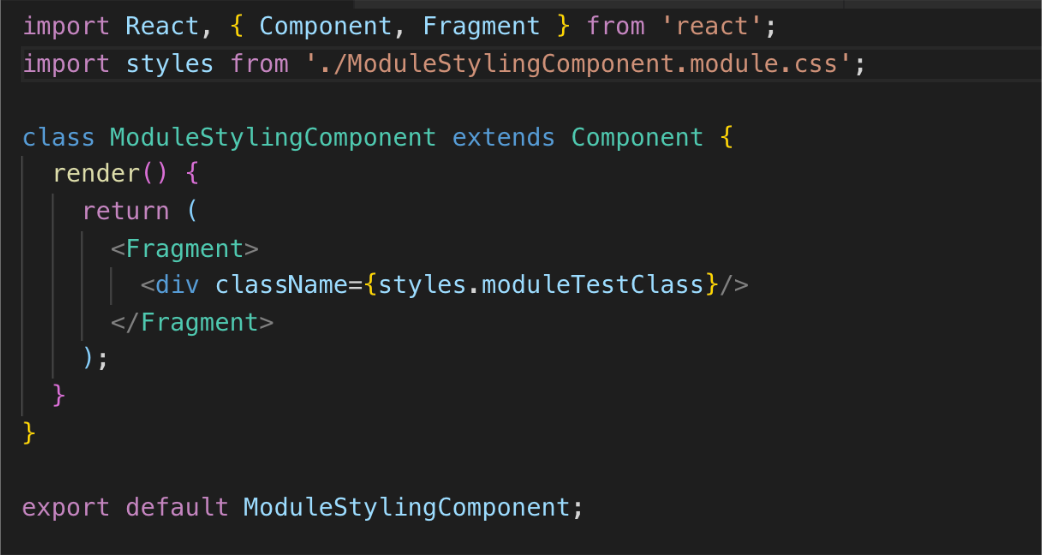 import React, { Component, Fragment } from 'react';
import styles from './ModuleStylingComponent.module.css';
class ModuleStylingComponent extends Component {
render() {
return (
<Fragment>
<div className={styles.moduleTestClass}/>
</Fragment>
);
}
}
export default ModuleStylingComponent;